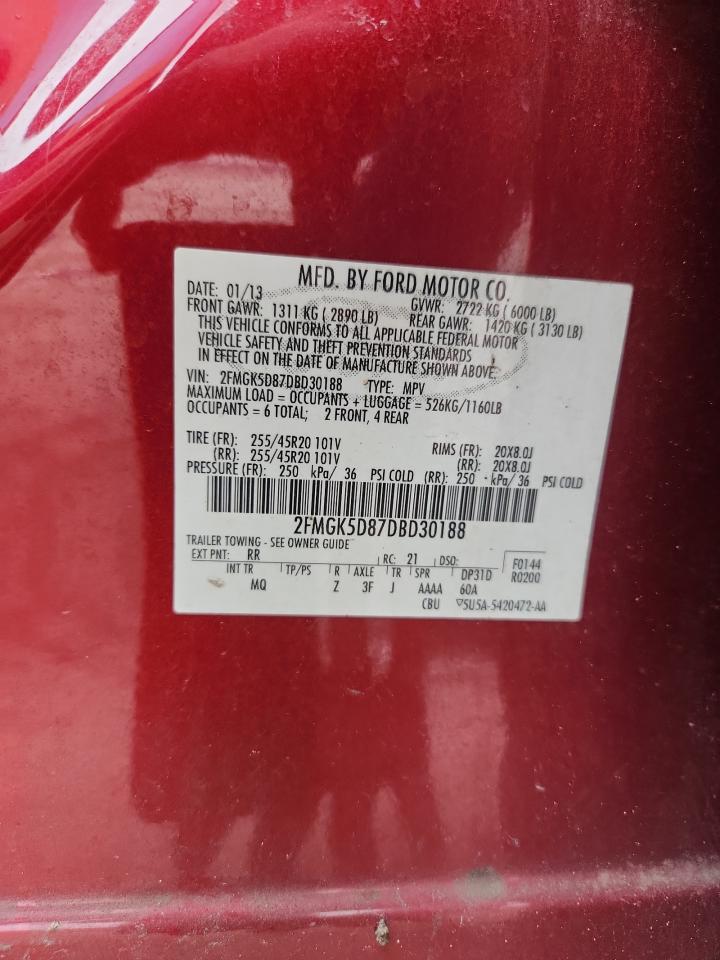 MFD. BY FORD MOTOR CO.
DATE: 01/13 GVWR: 2722 KG ( 6000 LB)
FRONT GAWR: 1311 KG ( 2890 LB) REAR GAWR: 1420 KG ( 3130 LB)
THIS VEHICLE CONFORMS TO ALL APPLICABLE FEDERAL MOTOR
VEHICLE SAFETY AND THEFT PREVENTION STANDARDS
IN EFFECT ON THE DATE OF MANUFACTURE SHOWN ABOVE.
VIN: 2FMGK5D87DBD30188 TYPE: MPV
MAXIMUM LOAD = OCCUPANTS + LUGGAGE = 526KG/1160LB
OCCUPANTS = 6 TOTAL; 2 FRONT, 4 REAR
TIRE (FR): 255/45R20 101V RIMS (FR): 20X8.0J
(RR): 255/45R20 101V (RR): 20X8.0J
PRESSURE (FR): 250 kPa/ 36 PSI COLD (RR): 250 kPa/ 36 PSI COLD
2FMGK5D87DBD30188
TRAILER TOWING - SEE OWNER GUIDE
EXT PNT: RR RC: 21 DSO: F0144
INT TR TP/PS R AXLE TR SPR DP31D R0200
MQ Z 3F J AAAA 60A
CBU ▽5U5A-5420472-AA